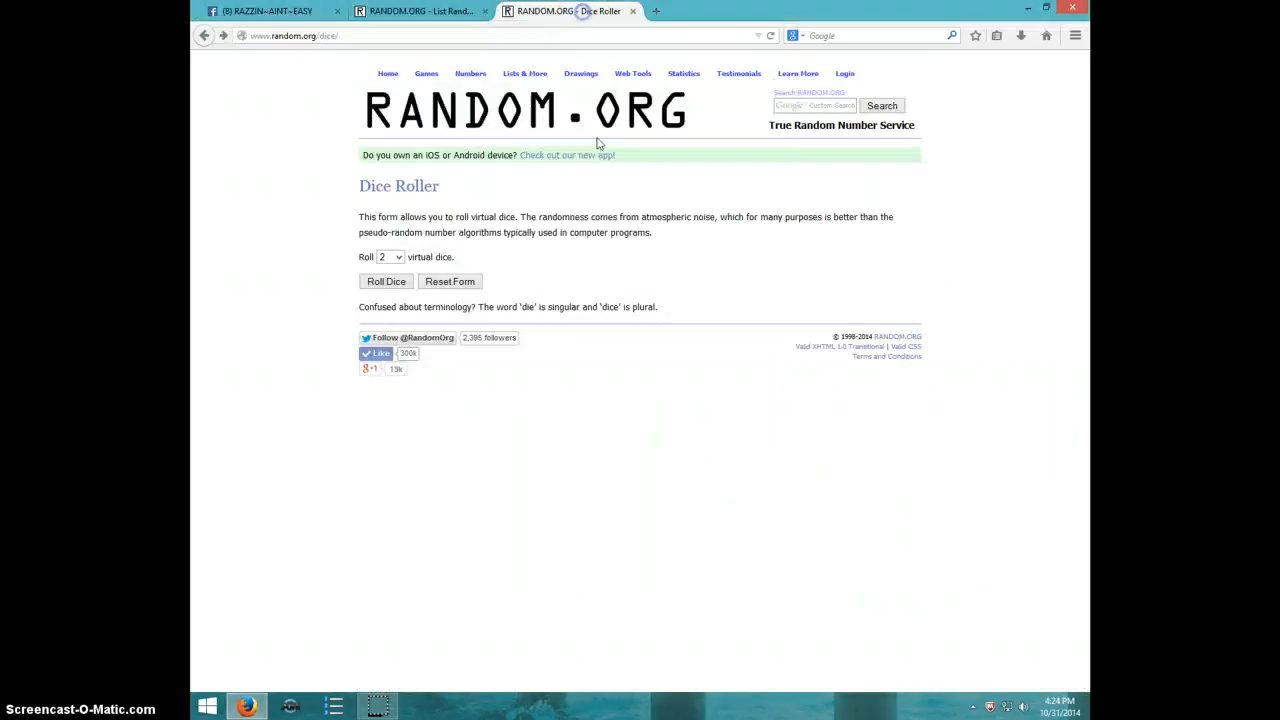 (8) RAZZIN~AINT~EASY
RANDOM.ORG - List Rand...
RANDOM.ORG - Dice Roller
www.random.org/dice/
Google
Home Games Numbers Lists & More Drawings Web Tools Statistics Testimonials Learn More Login
RANDOM.ORG
Search RANDOM.ORG
Google Custom Search
Search
True Random Number Service
Do you own an iOS or Android device? Check out our new app!
Dice Roller
This form allows you to roll virtual dice. The randomness comes from atmospheric noise, which for many purposes is better than the
pseudo-random number algorithms typically used in computer programs.
Roll 2 virtual dice.
Roll Dice Reset Form
Confused about terminology? The word ‘die’ is singular and ‘dice’ is plural.
Follow @RandomOrg 2,395 followers
Like 300k
g+1 13k
© 1998-2014 RANDOM.ORG
Valid XHTML 1.0 Transitional | Valid CSS
Terms and Conditions
4:24 PM
10/31/2014
Screencast-O-Matic.com